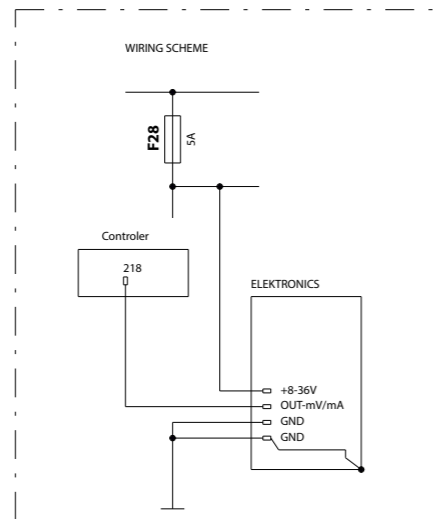 WIRING SCHEME
F28
5A
Controler
218
ELEKTRONICS
+8-36V
OUT-mV/mA
GND
GND